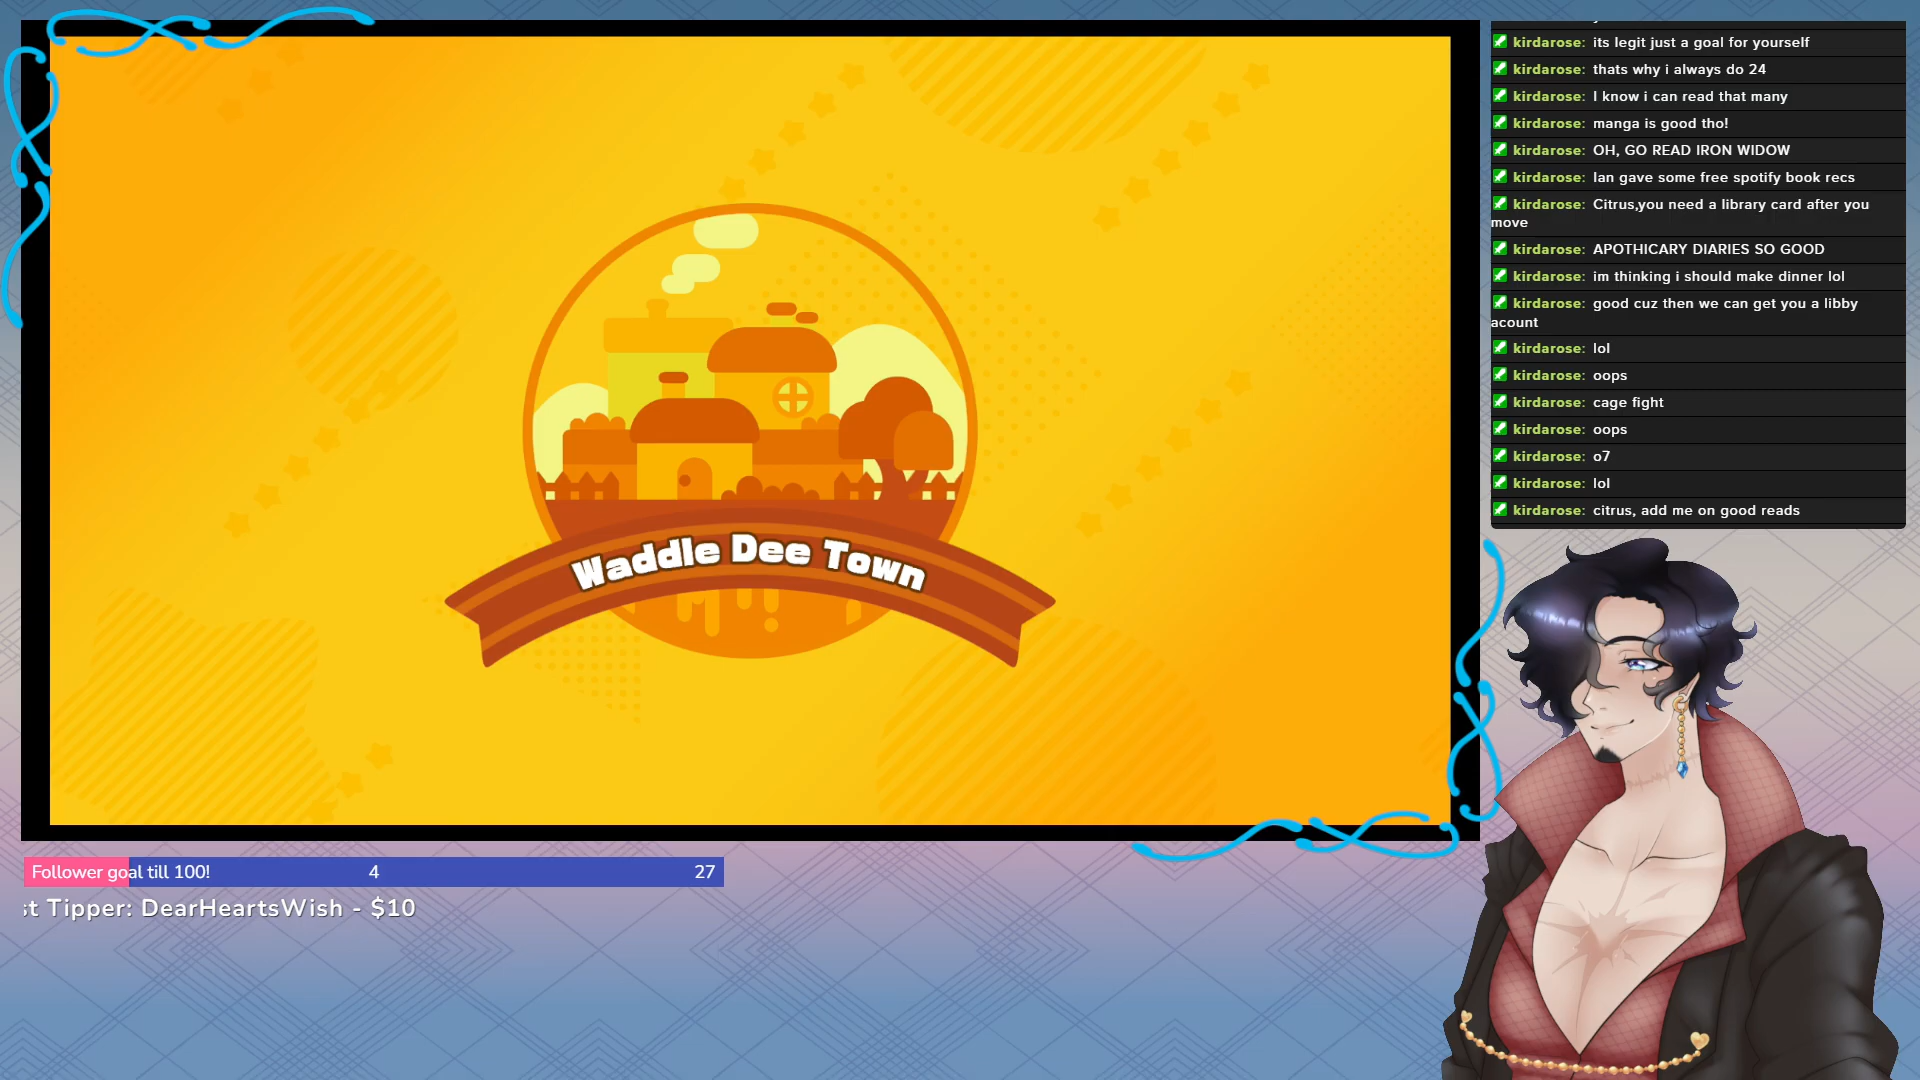 Waddle Dee Town
kirdarose: its legit just a goal for yourself
kirdarose: thats why i always do 24
kirdarose: I know i can read that many
kirdarose: manga is good tho!
kirdarose: OH, GO READ IRON WIDOW
kirdarose: Ian gave some free spotify book recs
kirdarose: Citrus,you need a library card after you
move
kirdarose: APOTHICARY DIARIES SO GOOD
kirdarose: im thinking i should make dinner lol
kirdarose: good cuz then we can get you a libby
acount
kirdarose: lol
kirdarose: oops
kirdarose: cage fight
kirdarose: oops
kirdarose: o7
kirdarose: lol
kirdarose: citrus, add me on good reads
Follower goal till 100! 4 27
st Tipper: DearHeartsWish - $10